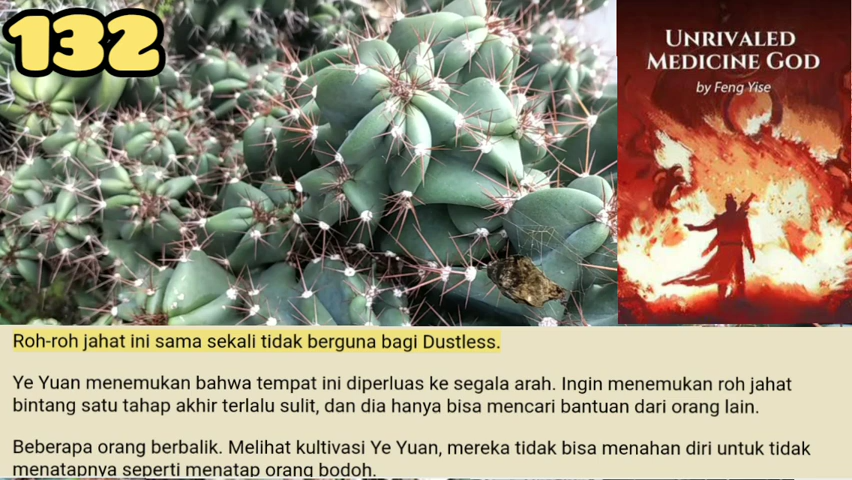 132
UNRIVALED
MEDICINE GOD
by Feng Yise
Roh-roh jahat ini sama sekali tidak berguna bagi Dustless.
Ye Yuan menemukan bahwa tempat ini diperluas ke segala arah. Ingin menemukan roh jahat
bintang satu tahap akhir terlalu sulit, dan dia hanya bisa mencari bantuan dari orang lain.
Beberapa orang berbalik. Melihat kultivasi Ye Yuan, mereka tidak bisa menahan diri untuk tidak
menatapnya seperti menatap orang bodoh.